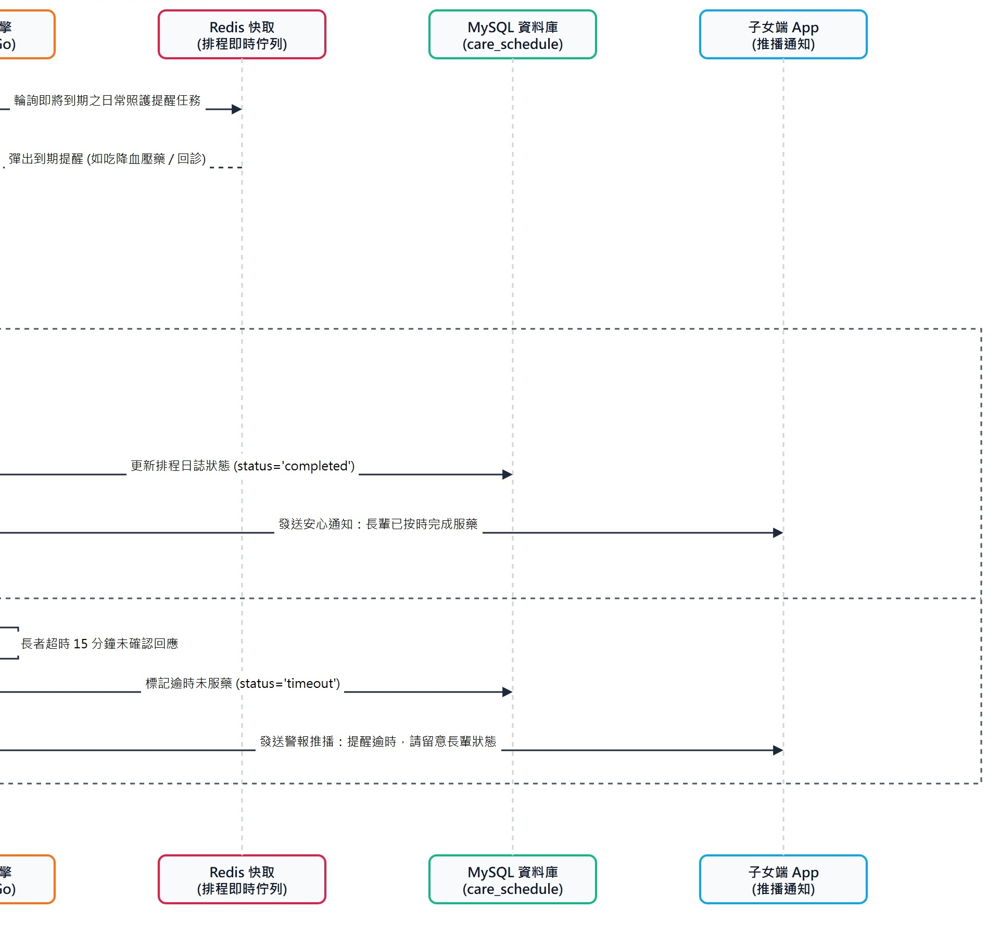 擎
Go)
Redis 快取
(排程即時佇列)
MySQL 資料庫
(care_schedule)
子女端 App
(推播通知)
輪詢即將到期之日常照護提醒任務
彈出到期提醒 (如吃降血壓藥 / 回診)
更新排程日誌狀態 (status='completed')
發送安心通知：長輩已按時完成服藥
長者超時 15 分鐘未確認回應
標記逾時未服藥 (status='timeout')
發送警報推播：提醒逾時，請留意長輩狀態
擎
Go)
Redis 快取
(排程即時佇列)
MySQL 資料庫
(care_schedule)
子女端 App
(推播通知)